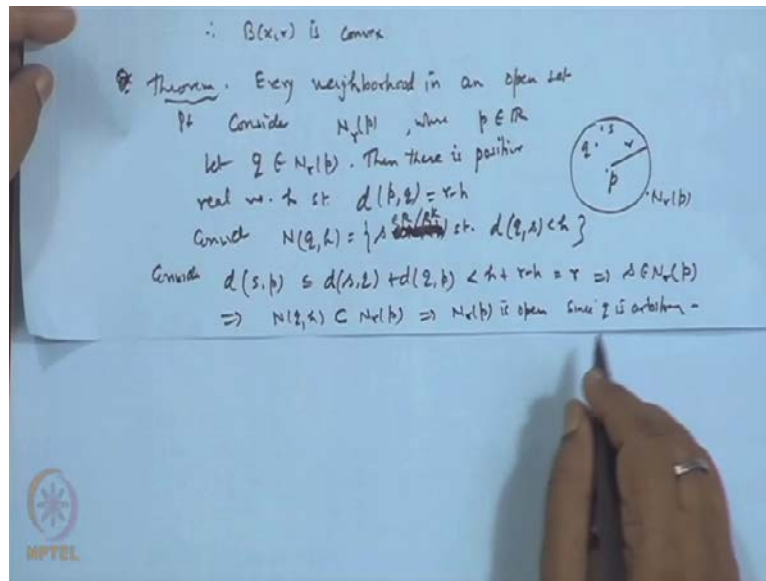 ∴ B(x,r) is convex
Theorem. Every neighborhood in an open set
Pf Consider N_r(p), where p ∈ R
Let q ∈ N_r(p). Then there is positive
real no. h st. d(p,q) = r-h
Consider N(q,h) = { s ∈ R/R^k st. d(q,s) < h }
Consider d(s,p) ≤ d(s,q) + d(q,p) < h + r-h = r ⇒ s ∈ N_r(p)
⇒ N(q,h) ⊂ N_r(p) ⇒ N_r(p) is open since q is arbitrary -
s
q
r
p
N_r(p)
NPTEL